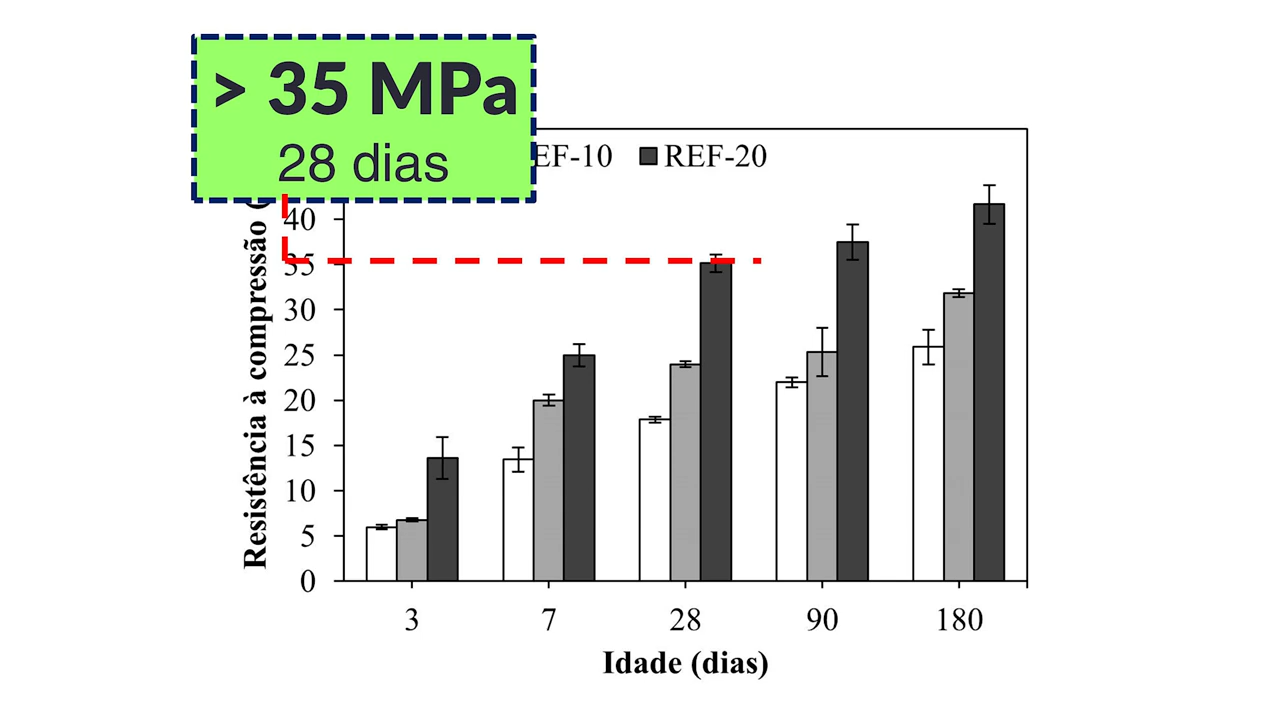 > 35 MPa
28 dias
EF-10 REF-20
Resistência à compressão (
40
35
30
25
20
15
10
5
0
3 7 28 90 180
Idade (dias)